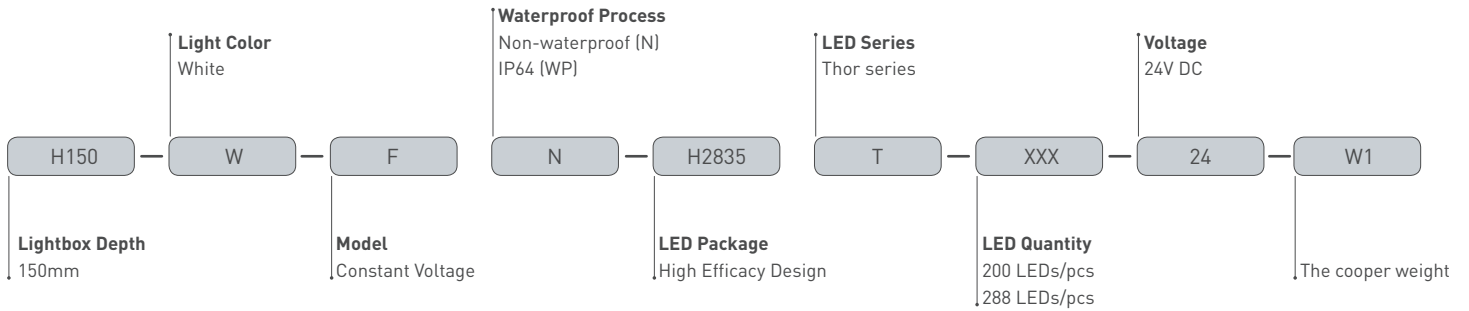 Waterproof Process
Non-waterproof (N)
IP64 (WP)
Light Color
White
LED Series
Thor series
Voltage
24V DC
H150 — W — F N — H2835 T — XXX — 24 — W1
Lightbox Depth
150mm
Model
Constant Voltage
LED Package
High Efficacy Design
LED Quantity
200 LEDs/pcs
288 LEDs/pcs
The cooper weight